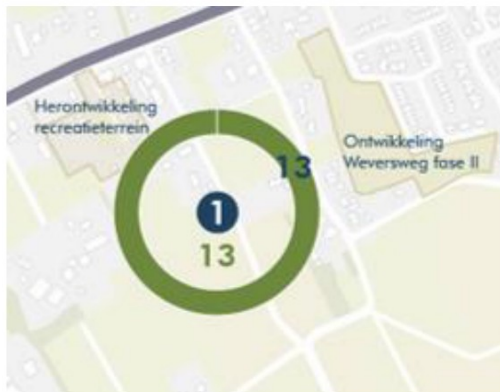 Herontwikkeling
recreatieterrein
Ontwikkeling
Weversweg fase II
13
1
13